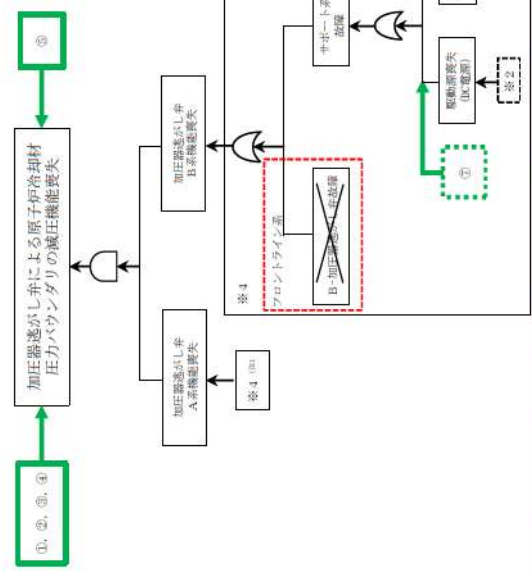 ⑤
加圧器逃がし弁による原子炉冷却材
圧力バウンダリの減圧機能喪失
①，②，③，④
加圧器逃がし弁
B系機能喪失
加圧器逃がし弁
A系機能喪失
※4（注1）
※4
フロントライン系
B-加圧器逃がし弁故障
サポート系
故障
駆動源喪失
(DC電源)
※2
⑦